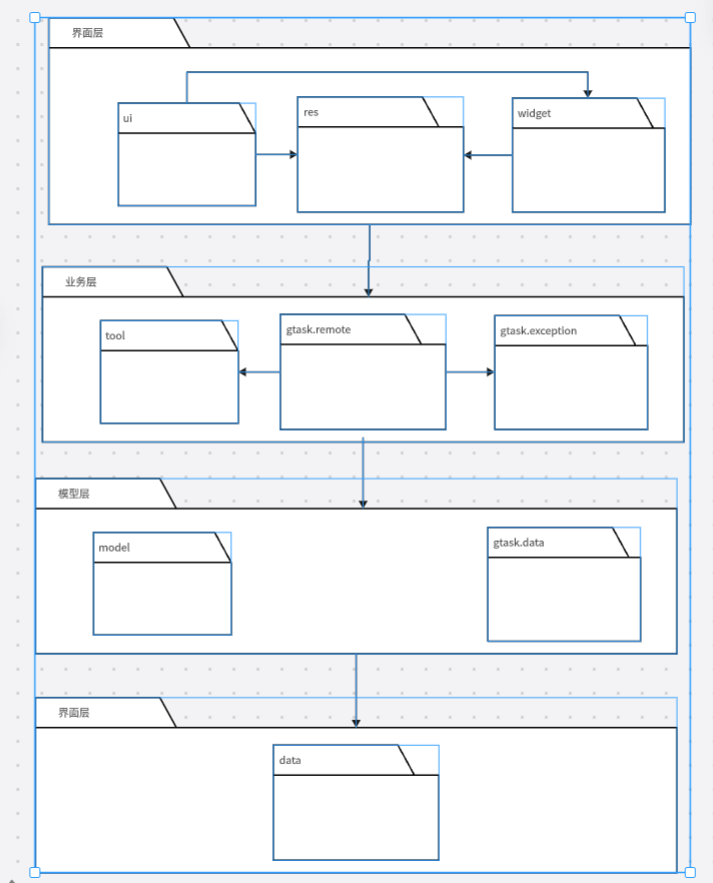 界面层
ui
res
widget
业务层
tool
gtask.remote
gtask.exception
模型层
model
gtask.data
界面层
data